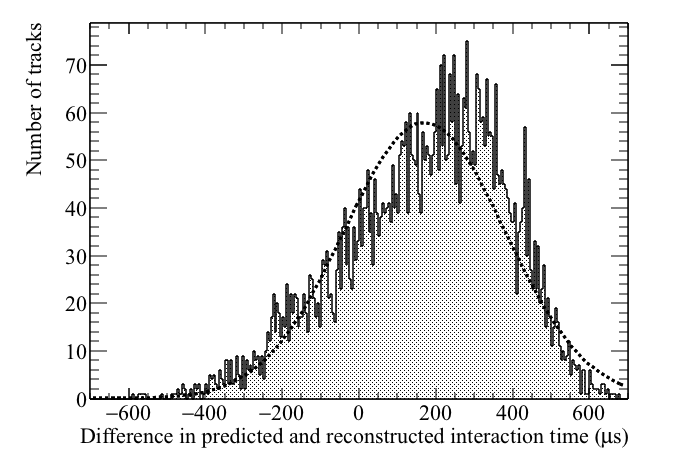 Number of tracks
70
60
50
40
30
20
10
0
−600 −400 −200 0 200 400 600
Difference in predicted and reconstructed interaction time (μs)